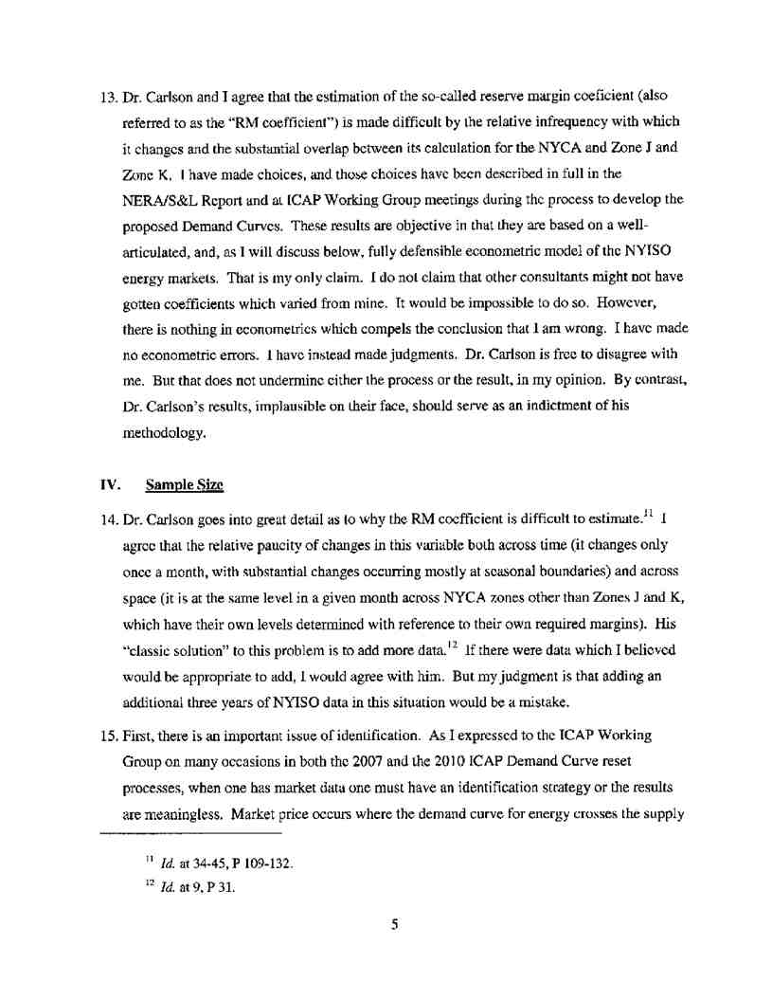 13. Dr. Carlson and I agree that the estimation of the so-called reserve margin coeficient (also
referred to as the “RM coefficient”) is made difficult by the relative infrequency with which
it changes and the substantial overlap between its calculation for the NYCA and Zone J and
Zone K. I have made choices, and those choices have been described in full in the
NERA/S&L Report and at ICAP Working Group meetings during the process to develop the
proposed Demand Curves. These results are objective in that they are based on a well-
articulated, and, as I will discuss below, fully defensible econometric model of the NYISO
energy markets. That is my only claim. I do not claim that other consultants might not have
gotten coefficients which varied from mine. It would be impossible to do so. However,
there is nothing in econometrics which compels the conclusion that I am wrong. I have made
no econometric errors. I have instead made judgments. Dr. Carlson is free to disagree with
me. But that does not undermine either the process or the result, in my opinion. By contrast,
Dr. Carlson’s results, implausible on their face, should serve as an indictment of his
methodology.
IV. Sample Size
14. Dr. Carlson goes into great detail as to why the RM coefficient is difficult to estimate.11 I
agree that the relative paucity of changes in this variable both across time (it changes only
once a month, with substantial changes occurring mostly at seasonal boundaries) and across
space (it is at the same level in a given month across NYCA zones other than Zones J and K,
which have their own levels determined with reference to their own required margins). His
“classic solution” to this problem is to add more data.12 If there were data which I believed
would be appropriate to add, I would agree with him. But my judgment is that adding an
additional three years of NYISO data in this situation would be a mistake.
15. First, there is an important issue of identification. As I expressed to the ICAP Working
Group on many occasions in both the 2007 and the 2010 ICAP Demand Curve reset
processes, when one has market data one must have an identification strategy or the results
are meaningless. Market price occurs where the demand curve for energy crosses the supply
11 Id. at 34-45, P 109-132.
12 Id. at 9, P 31.
5